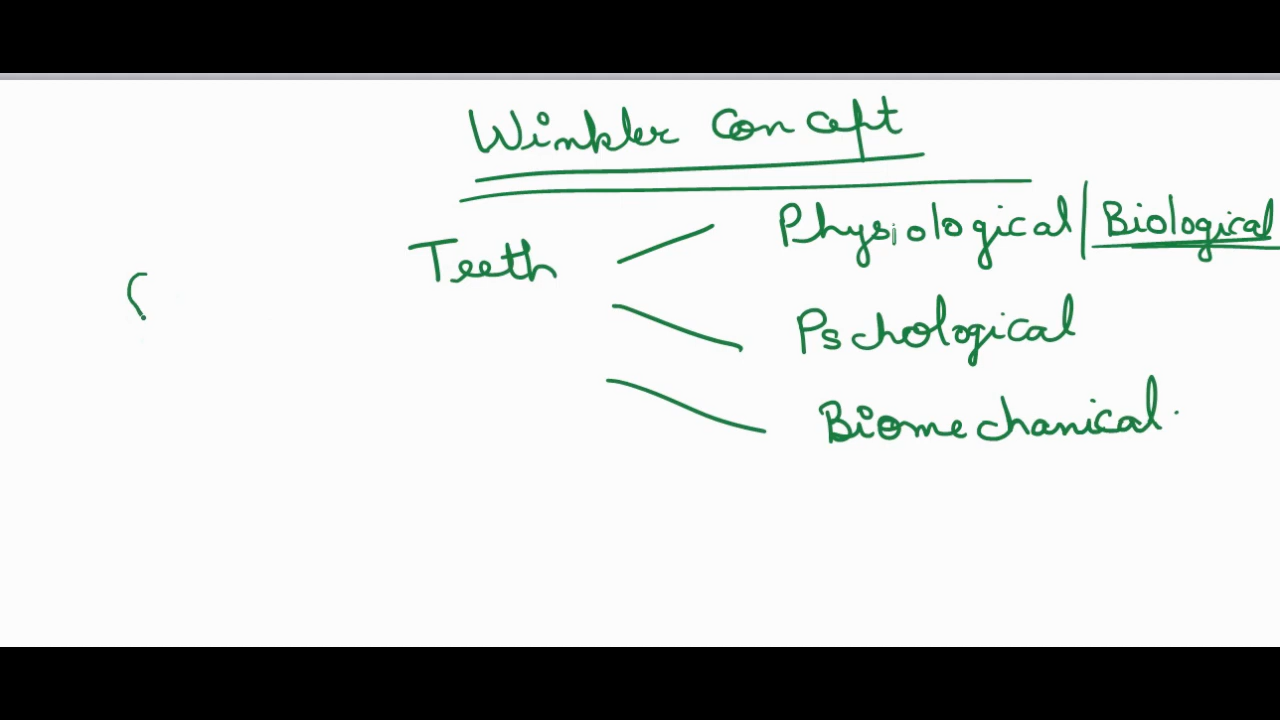 Winkler Concept
Physiological | Biological
Teeth
Pschological
Biomechanical